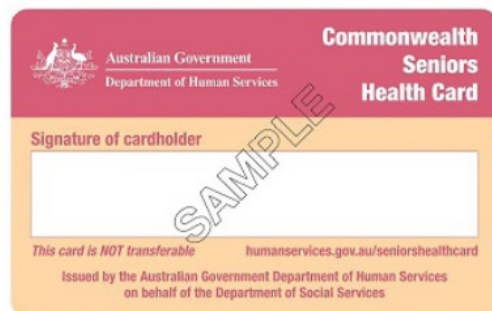 Australian Government
Department of Human Services
Commonwealth
Seniors
Health Card
Signature of cardholder
SAMPLE
This card is NOT transferable
humanservices.gov.au/seniorshealthcard
Issued by the Australian Government Department of Human Services
on behalf of the Department of Social Services